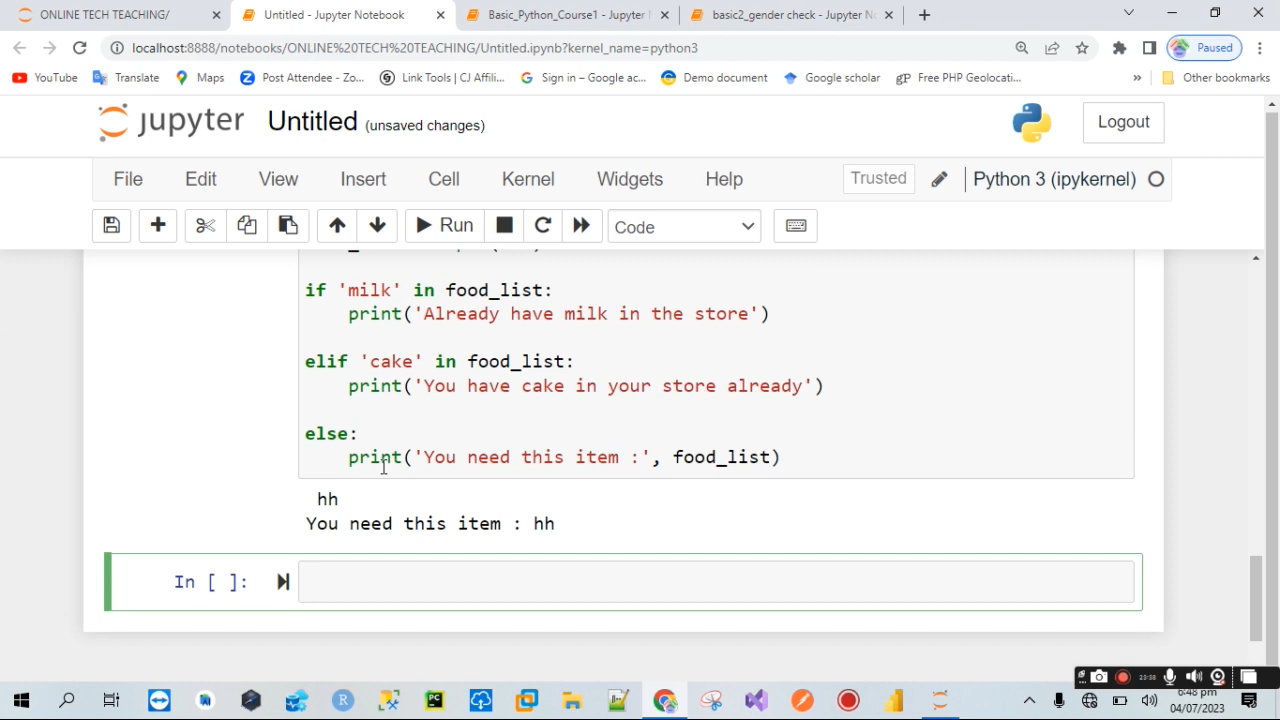 ONLINE TECH TEACHING/
Untitled - Jupyter Notebook
Basic_Python_Course1 - Jupyter
basic2_gender check - Jupyter
localhost:8888/notebooks/ONLINE%20TECH%20TEACHING/Untitled.ipynb?kernel_name=python3
Paused
YouTube
Translate
Maps
Post Attendee - Zo...
Link Tools | CJ Affili...
Sign in – Google ac...
Demo document
Google scholar
gP Free PHP Geolocati...
»
Other bookmarks
jupyter Untitled (unsaved changes)
Logout
File Edit View Insert Cell Kernel Widgets Help
Trusted
Python 3 (ipykernel)
Run
Code
if 'milk' in food_list:
print('Already have milk in the store')
elif 'cake' in food_list:
print('You have cake in your store already')
else:
print('You need this item :', food_list)
hh
You need this item : hh
In [ ]:
23:38
6:48 pm
04/07/2023